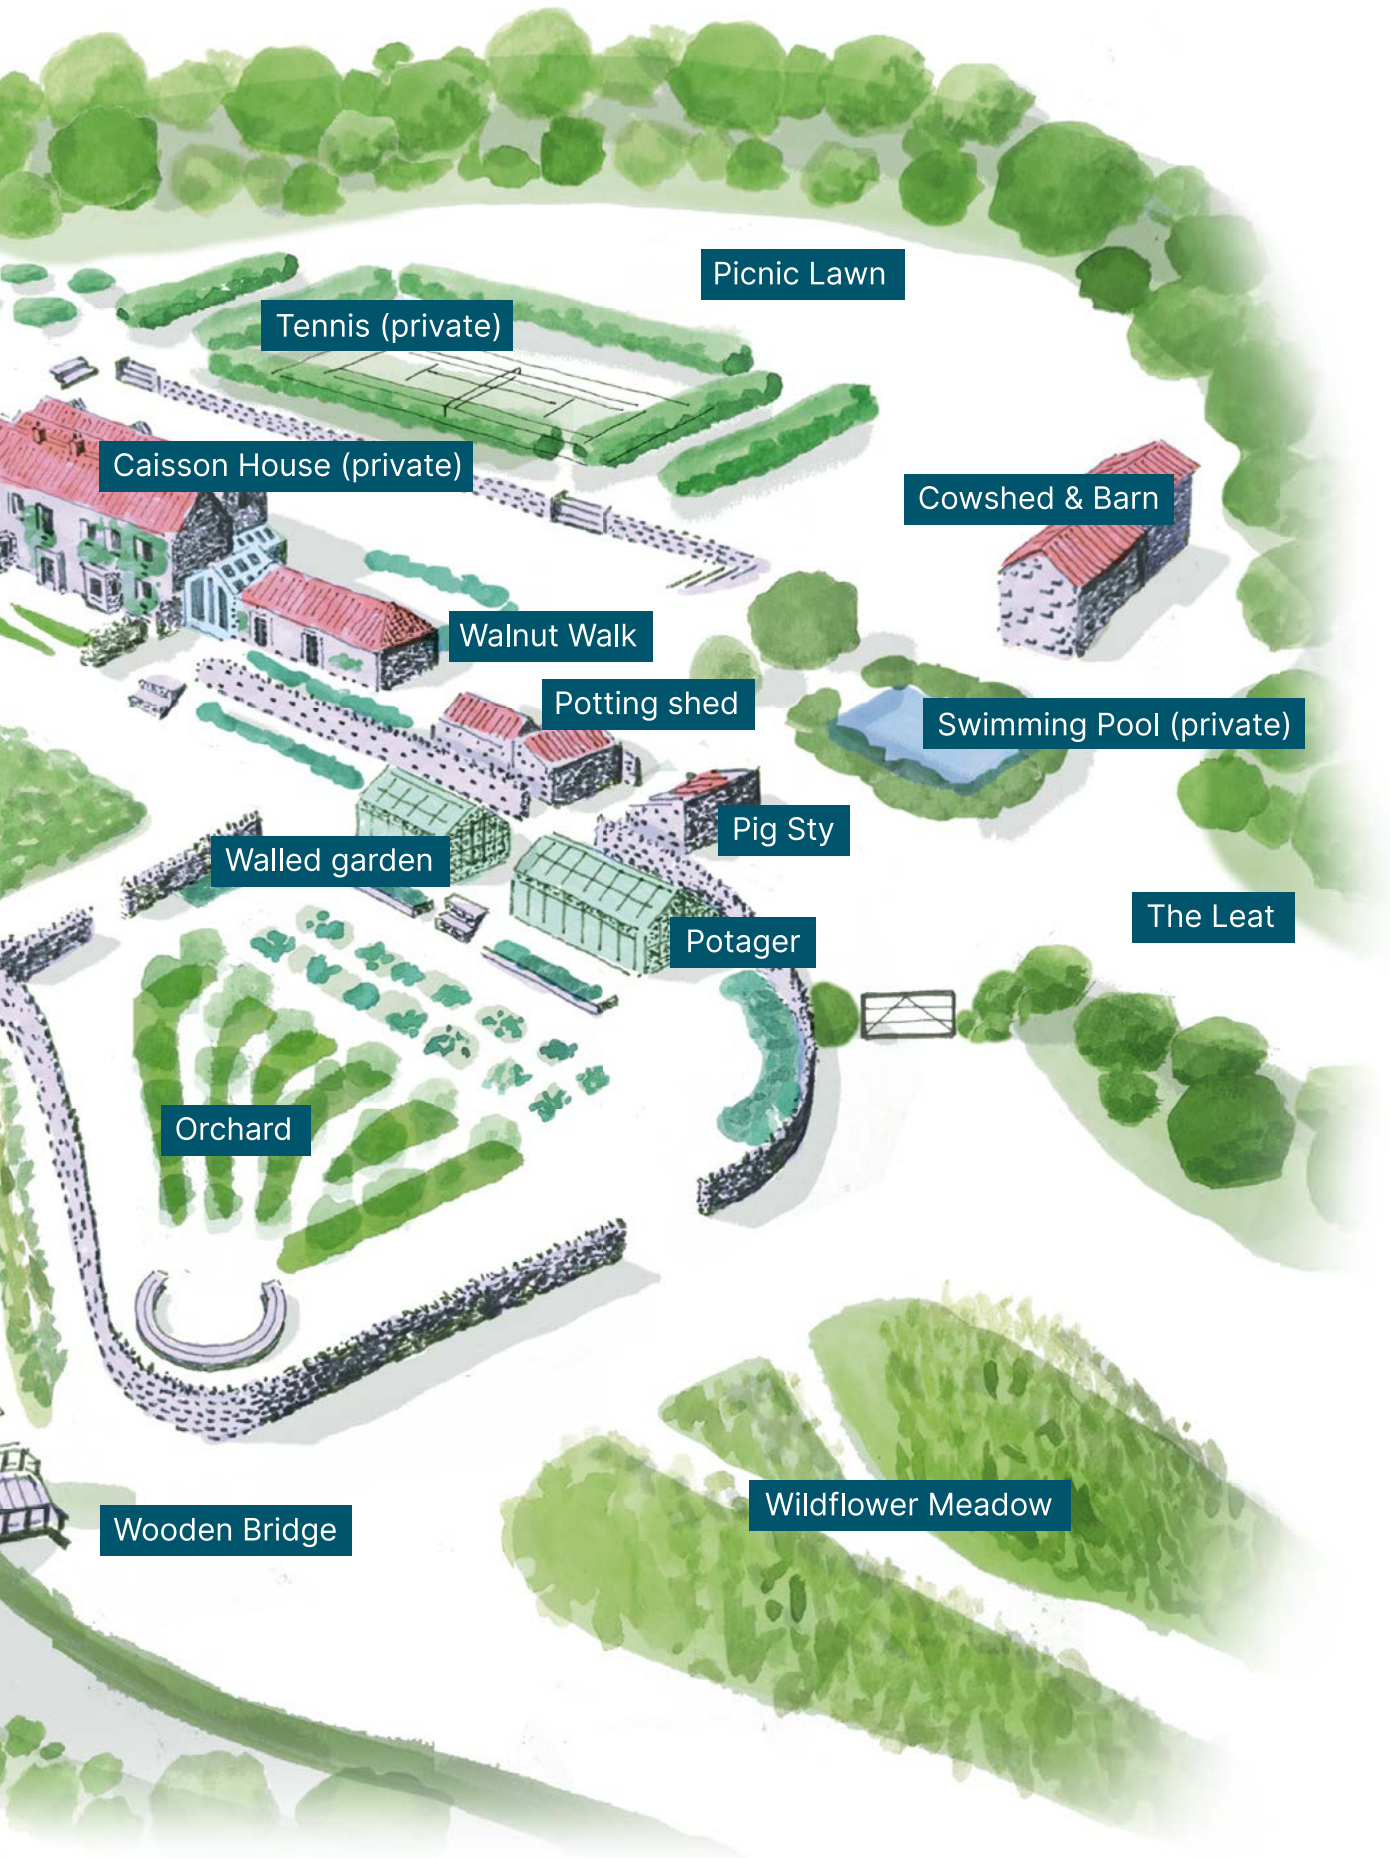 Picnic Lawn
Tennis (private)
Caisson House (private)
Cowshed & Barn
Walnut Walk
Potting shed
Swimming Pool (private)
Pig Sty
Walled garden
The Leat
Potager
Orchard
Wildflower Meadow
Wooden Bridge